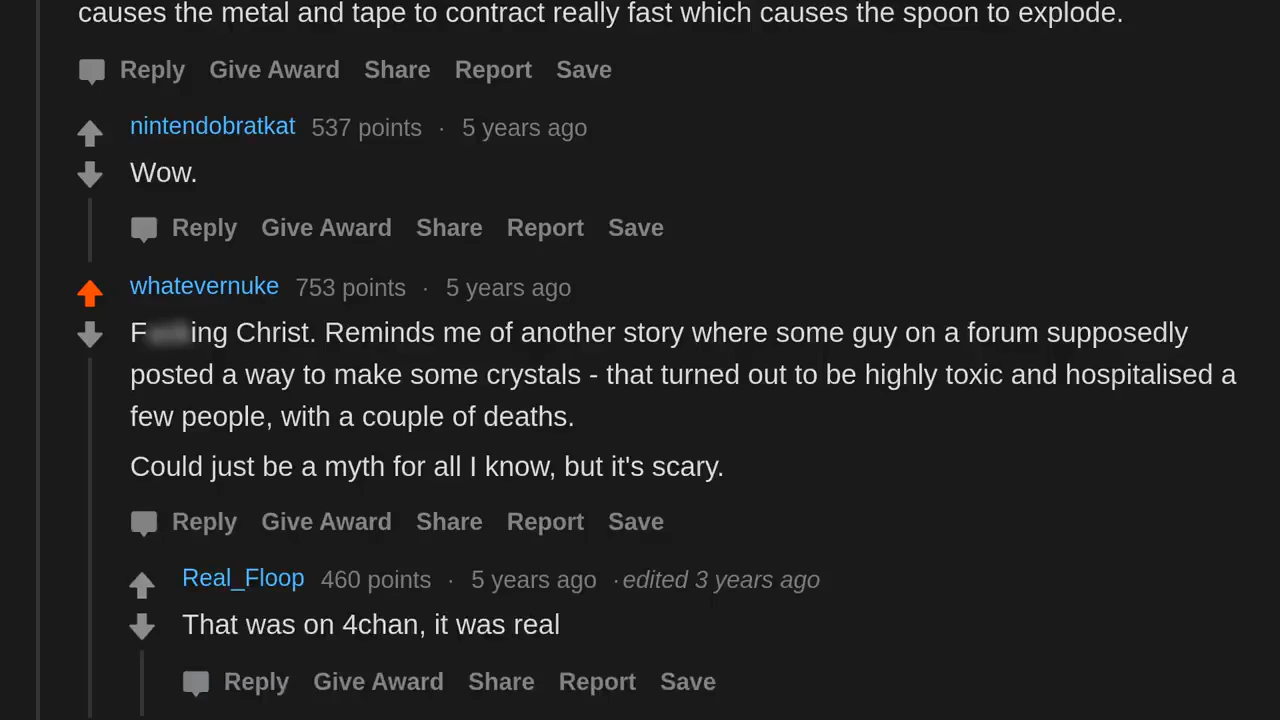 causes the metal and tape to contract really fast which causes the spoon to explode.
Reply Give Award Share Report Save
nintendobratkat 537 points · 5 years ago
Wow.
Reply Give Award Share Report Save
whatevernuke 753 points · 5 years ago
F ing Christ. Reminds me of another story where some guy on a forum supposedly
posted a way to make some crystals - that turned out to be highly toxic and hospitalised a
few people, with a couple of deaths.
Could just be a myth for all I know, but it's scary.
Reply Give Award Share Report Save
Real_Floop 460 points · 5 years ago · edited 3 years ago
That was on 4chan, it was real
Reply Give Award Share Report Save